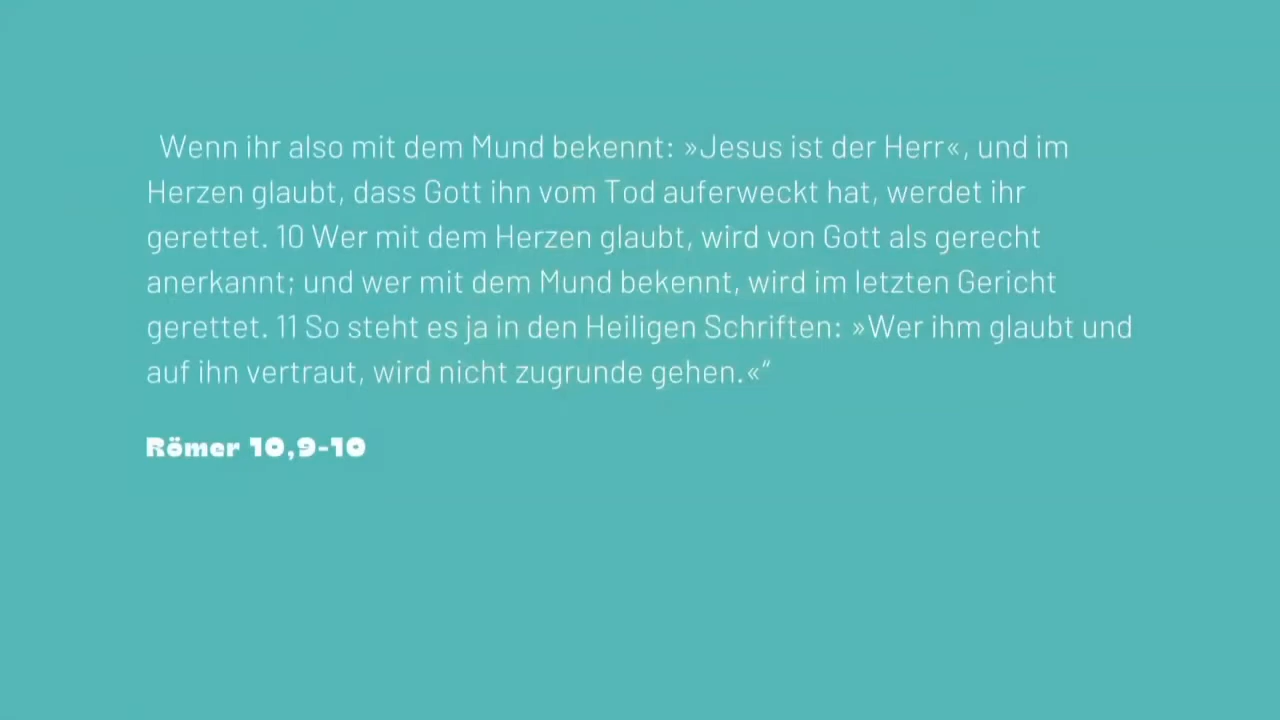 Wenn ihr also mit dem Mund bekennt: »Jesus ist der Herr«, und im
Herzen glaubt, dass Gott ihn vom Tod auferweckt hat, werdet ihr
gerettet. 10 Wer mit dem Herzen glaubt, wird von Gott als gerecht
anerkannt; und wer mit dem Mund bekennt, wird im letzten Gericht
gerettet. 11 So steht es ja in den Heiligen Schriften: »Wer ihm glaubt und
auf ihn vertraut, wird nicht zugrunde gehen.«“
Römer 10,9-10